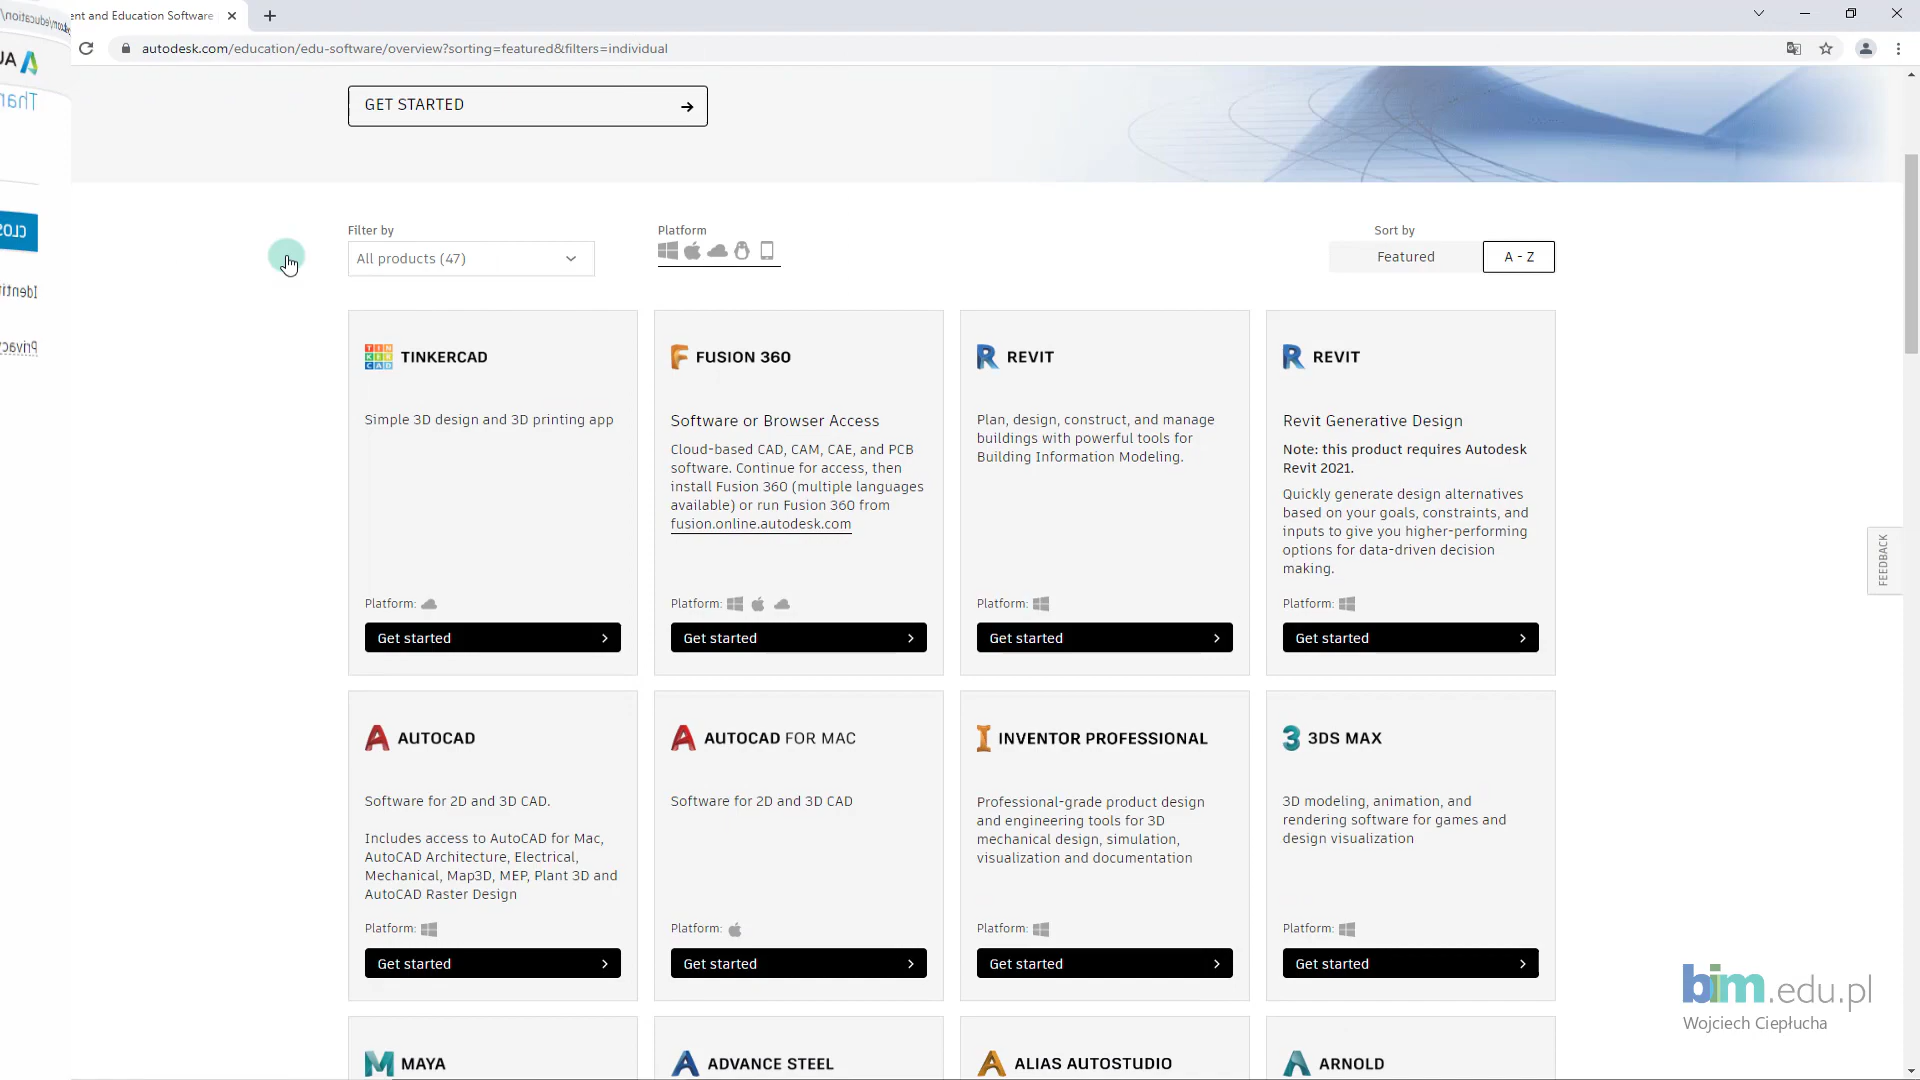 ent and Education Software
autodesk.com/education/edu-software/overview?sorting=featured&filters=individual
GET STARTED
Filter by
All products (47)
Platform
Sort by
Featured
A - Z
TINKERCAD
Simple 3D design and 3D printing app
Platform:
Get started
FUSION 360
Software or Browser Access
Cloud-based CAD, CAM, CAE, and PCB
software. Continue for access, then
install Fusion 360 (multiple languages
available) or run Fusion 360 from
fusion.online.autodesk.com
Platform:
Get started
REVIT
Plan, design, construct, and manage
buildings with powerful tools for
Building Information Modeling.
Platform:
Get started
REVIT
Revit Generative Design
Note: this product requires Autodesk
Revit 2021.
Quickly generate design alternatives
based on your goals, constraints, and
inputs to give you higher-performing
options for data-driven decision
making.
Platform:
Get started
FEEDBACK
AUTOCAD
Software for 2D and 3D CAD.
Includes access to AutoCAD for Mac,
AutoCAD Architecture, Electrical,
Mechanical, Map3D, MEP, Plant 3D and
AutoCAD Raster Design
Platform:
Get started
AUTOCAD FOR MAC
Software for 2D and 3D CAD
Platform:
Get started
INVENTOR PROFESSIONAL
Professional-grade product design
and engineering tools for 3D
mechanical design, simulation,
visualization and documentation
Platform:
Get started
3DS MAX
3D modeling, animation, and
rendering software for games and
design visualization
Platform:
Get started
MAYA
ADVANCE STEEL
ALIAS AUTOSTUDIO
ARNOLD
bim.edu.pl
Wojciech Ciepłucha